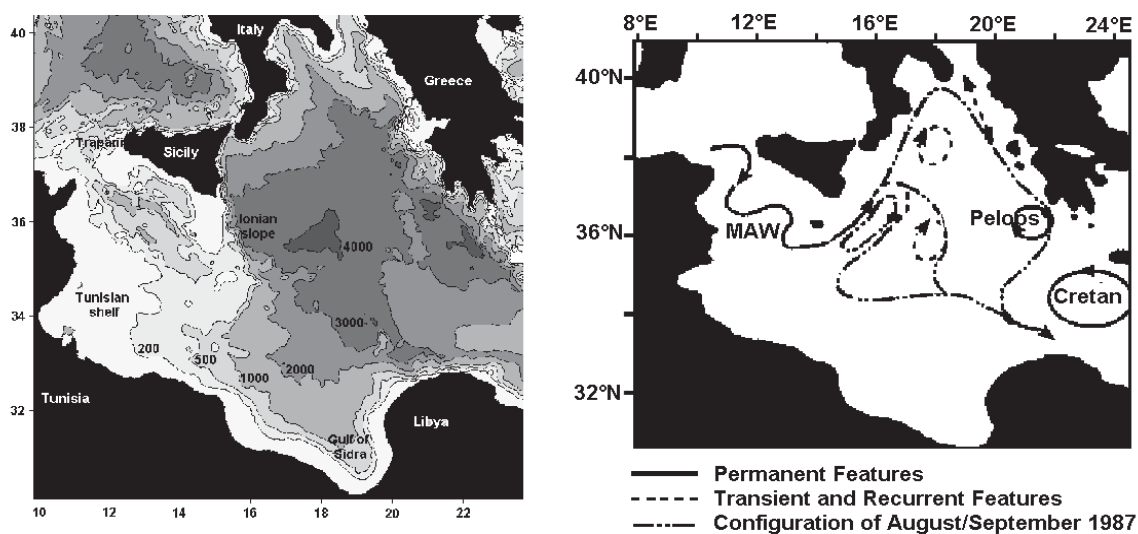 40
38
36
34
32
10
12
14
16
18
20
22
Italy
Greece
Trapani
Sicily
Ionian
slope
4000
Tunisian
shelf
3000
200
500
1000
2000
Tunisia
Libya
Gulf of
Sidra
8°E 12°E 16°E 20°E 24°E
40°N
36°N
32°N
MAW
Pelops
Cretan
Permanent Features
Transient and Recurrent Features
Configuration of August/September 1987